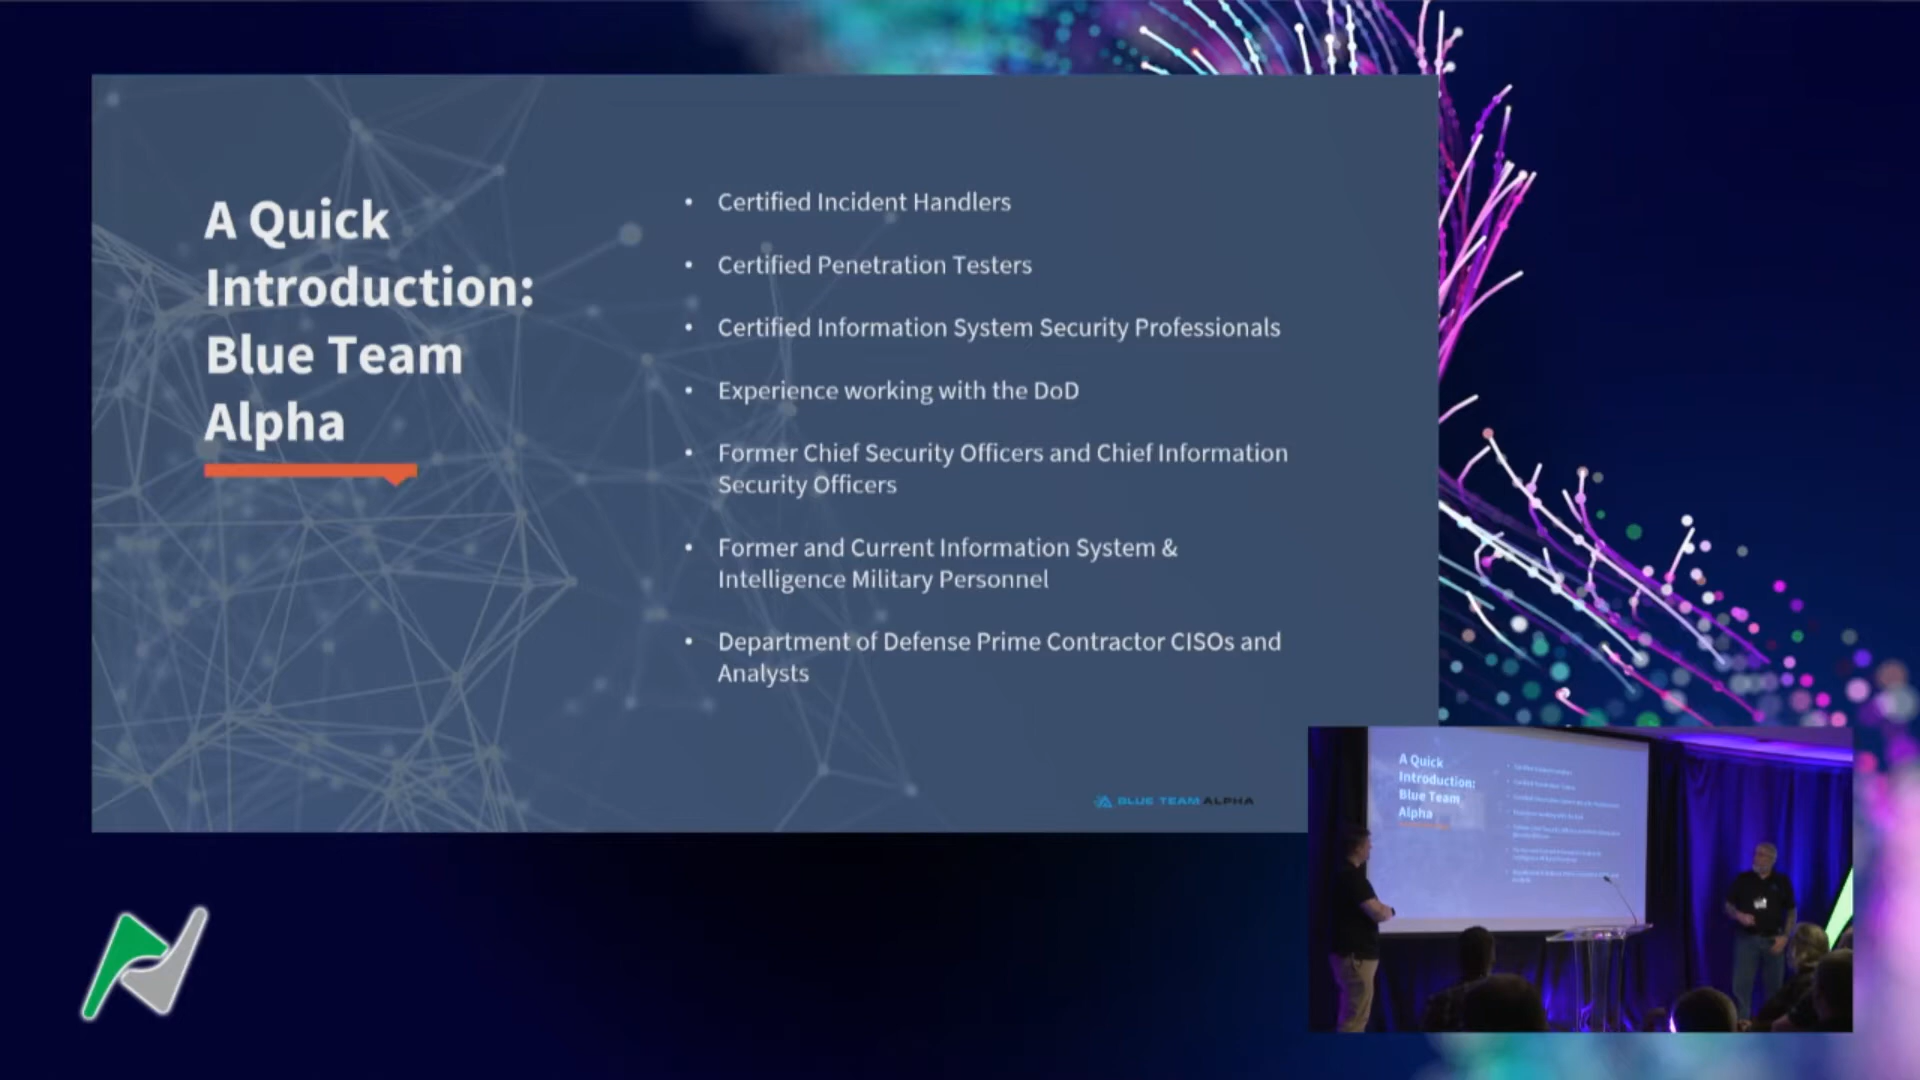 A Quick
Introduction:
Blue Team
Alpha
• Certified Incident Handlers
• Certified Penetration Testers
• Certified Information System Security Professionals
• Experience working with the DoD
• Former Chief Security Officers and Chief Information
Security Officers
• Former and Current Information System &
Intelligence Military Personnel
• Department of Defense Prime Contractor CISOs and
Analysts
BLUE TEAM ALPHA
A Quick
Introduction:
Blue Team
Alpha